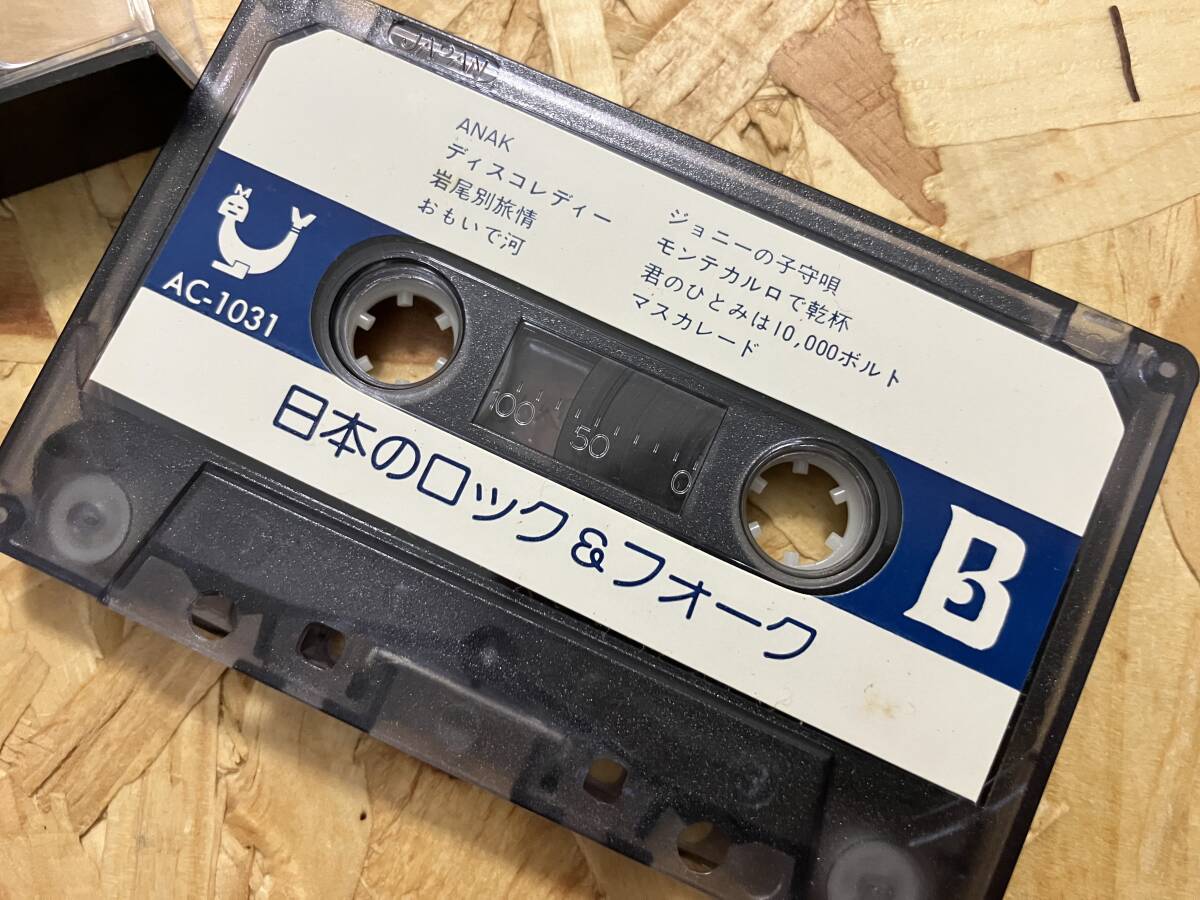 JAPAN
ANAK
ディスコレディー
岩尾別旅情
おもいで河
ジョニーの子守唄
モンテカルロで乾杯
君のひとみは10,000ボルト
マスカレード
M Y
AC-1031
100 50 0
B
日本のロック&フォーク